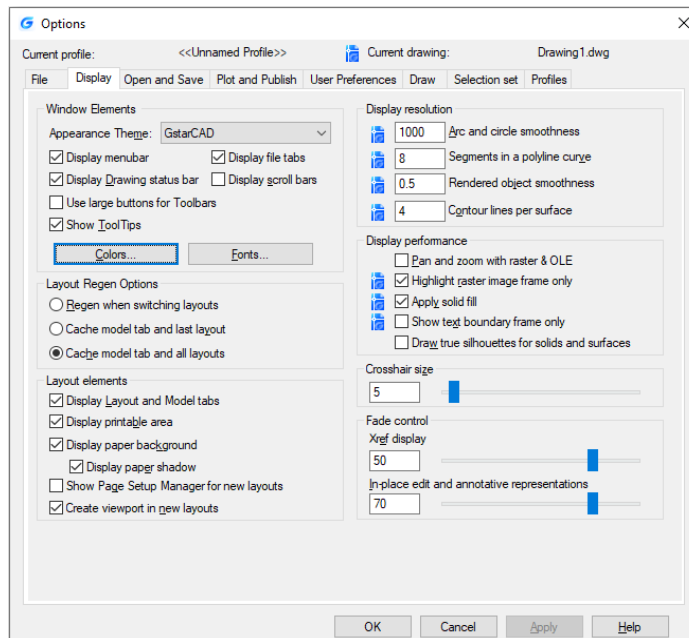 Options
Current profile: <<Unnamed Profile>> Current drawing: Drawing1.dwg
File Display Open and Save Plot and Publish User Preferences Draw Selection set Profiles
Window Elements
Appearance Theme: GstarCAD
Display menubar Display file tabs
Display Drawing status bar Display scroll bars
Use large buttons for Toolbars
Show ToolTips
Colors... Fonts...
Layout Regen Options
Regen when switching layouts
Cache model tab and last layout
Cache model tab and all layouts
Layout elements
Display Layout and Model tabs
Display printable area
Display paper background
Display paper shadow
Show Page Setup Manager for new layouts
Create viewport in new layouts
Display resolution
1000 Arc and circle smoothness
8 Segments in a polyline curve
0.5 Rendered object smoothness
4 Contour lines per surface
Display performance
Pan and zoom with raster & OLE
Highlight raster image frame only
Apply solid fill
Show text boundary frame only
Draw true silhouettes for solids and surfaces
Crosshair size
5
Fade control
Xref display
50
In-place edit and annotative representations
70
OK Cancel Apply Help